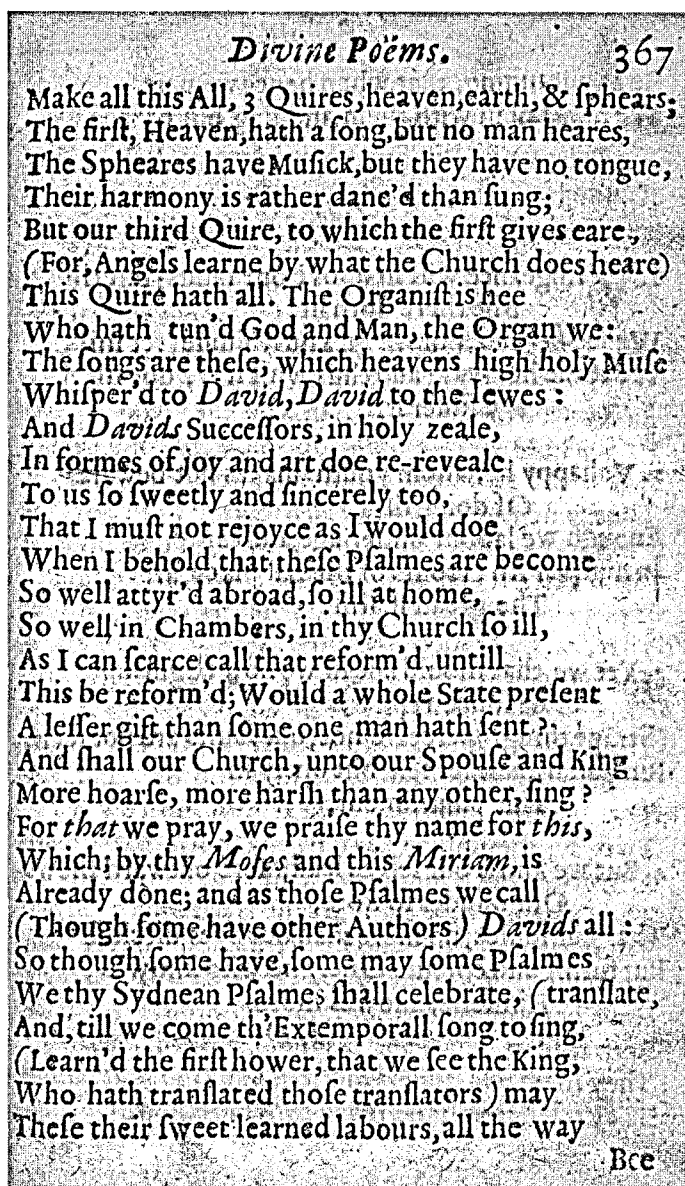 Divine Poëms. 367
Make all this All, 3 Quires, heaven, earth, & ſphears;
The firſt, Heaven, hath a ſong, but no man heares,
The Spheares have Muſick, but they have no tongue,
Their harmony is rather danc'd than ſung;
But our third Quire, to which the firſt gives eare,
(For, Angels learne by what the Church does heare)
This Quire hath all. The Organiſt is hee
Who hath tun'd God and Man, the Organ we:
The ſongs are theſe, which heavens high holy Muſe
Whiſper'd to David, David to the Iewes:
And Davids Succeſſors, in holy zeale,
In formes of joy and art doe re-reveale
To us ſo ſweetly and ſincerely too,
That I muſt not rejoyce as I would doe
When I behold that theſe Pſalmes are become
So well attyr'd abroad, ſo ill at home,
So well in Chambers, in thy Church ſo ill,
As I can ſcarce call that reform'd, untill
This be reform'd; Would a whole State preſent
A leſſer gift than ſome one man hath ſent?
And ſhall our Church, unto our Spouſe and King
More hoarſe, more harſh than any other, ſing?
For that we pray, we praiſe thy name for this,
Which, by thy Moſes and this Miriam, is
Already done; and as thoſe Pſalmes we call
(Though ſome have other Authors) Davids all:
So though ſome have, ſome may ſome Pſalmes
We thy Sydnean Pſalmes ſhall celebrate, (tranſlate,
And, till we come th'Extemporall ſong to ſing,
(Learn'd the firſt hower, that we ſee the King,
Who hath tranſlated thoſe tranſlators) may
Theſe their ſweet learned labours, all the way
Bee